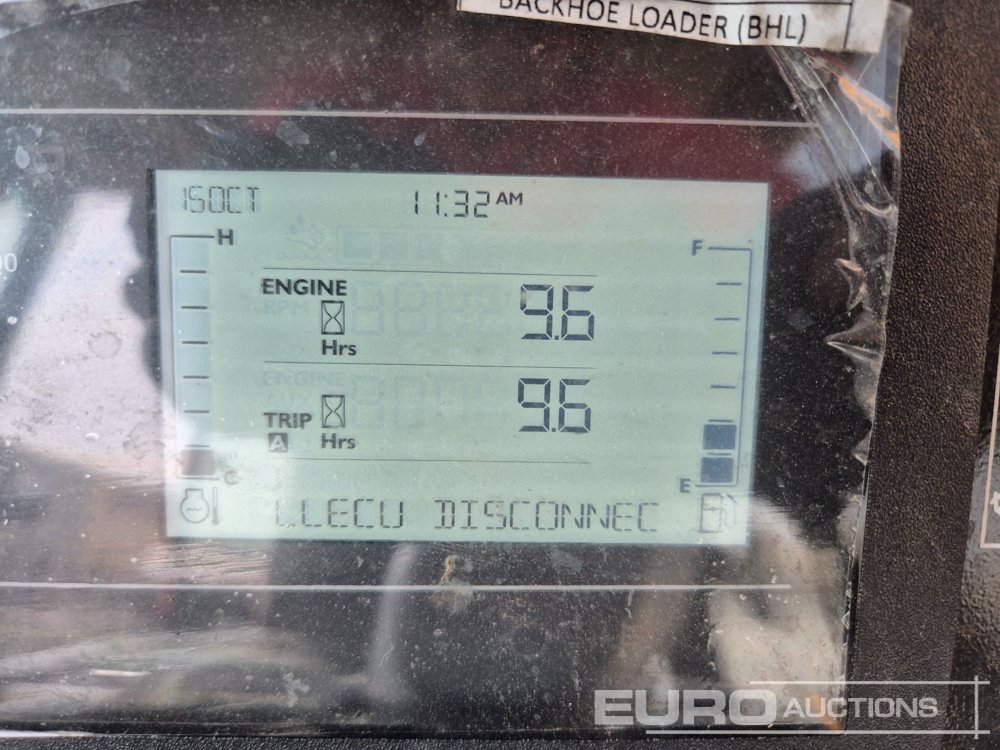 BACKHOE LOADER (BHL)
15OCT 11:32 AM
H
F
ENGINE
9.6
Hrs
TRIP
9.6
A Hrs
C
E
LLECU DISCONNEC
EURO AUCTIONS